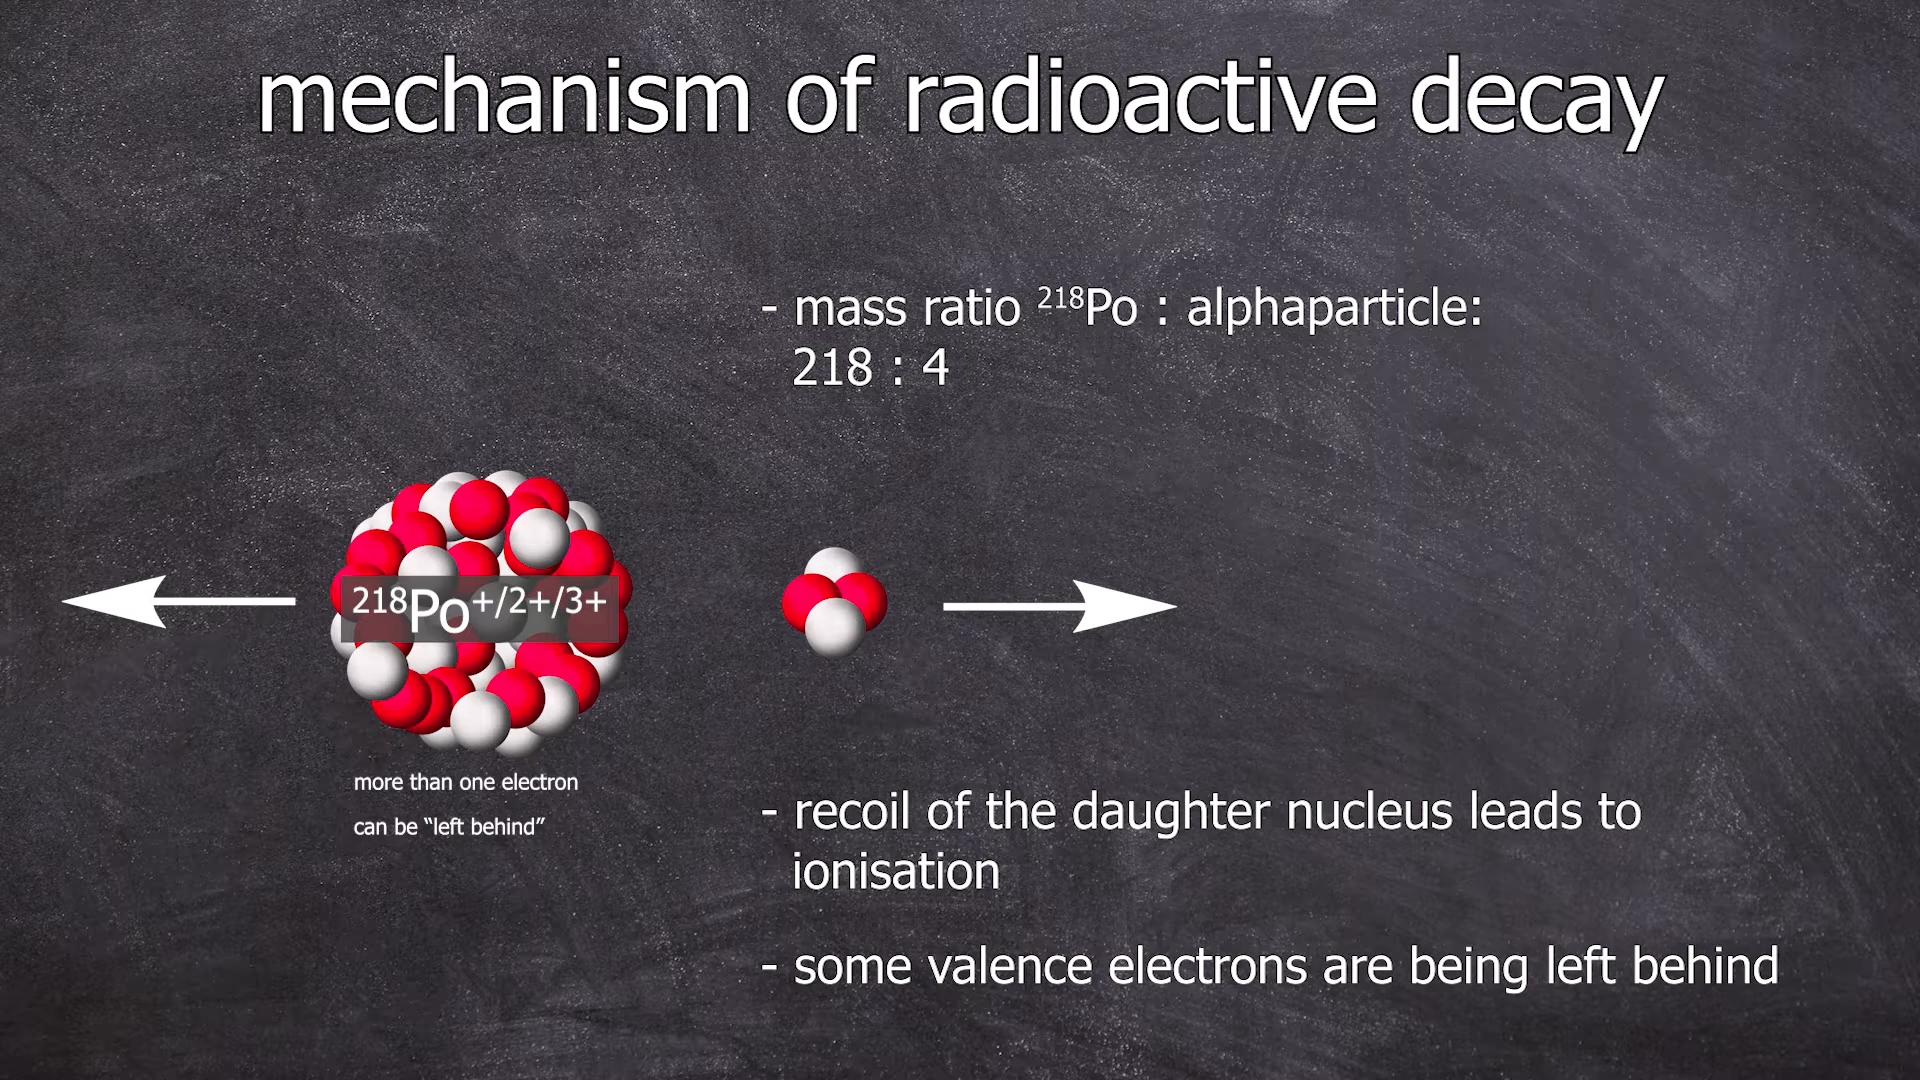 mechanism of radioactive decay
- mass ratio ²¹⁸Po : alphaparticle:
218 : 4
²¹⁸Po⁺/²⁺/³⁺
more than one electron
can be “left behind”
- recoil of the daughter nucleus leads to
ionisation
- some valence electrons are being left behind